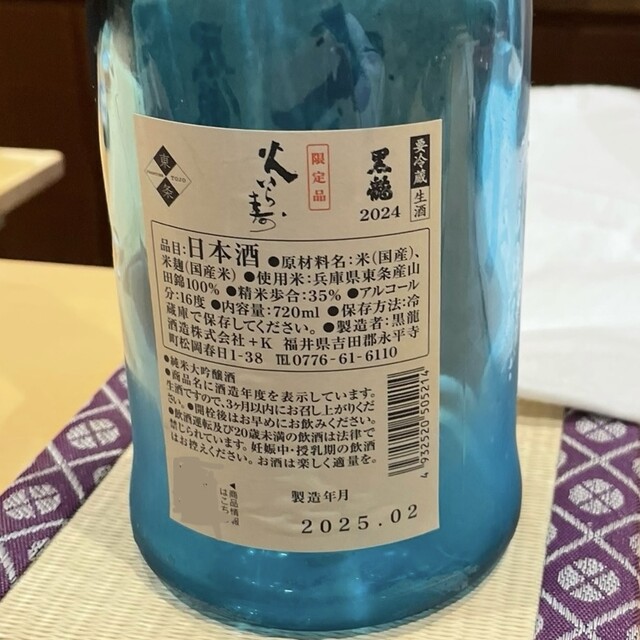 要冷蔵 生酒
黒龍
2024
限定品
火いら寿
東条
TOJO
品目:日本酒 ●原材料名:米(国産)、
米麹(国産米) ●使用米:兵庫県東条産山
田錦100% ●精米歩合:35% ●アルコール
分:16度 ●内容量:720ml ●保存方法:冷
蔵庫で保存してください。 ●製造者:黒龍
酒造株式会社+K 福井県吉田郡永平寺
町松岡春日1-38 TEL0776-61-6110
●純米大吟醸酒
●商品名に酒造年度を表示しています。
生酒ですので、3ヶ月以内にお召し上がりくだ
さい。●開栓後はお早めにお飲みください。
●飲酒運転及び20歳未満の飲酒は法律で
禁じられています。妊娠中・授乳期の飲酒
はお控えください。お酒は楽しく適量を。
4 932520 505214
▲商品情報
はこち
製造年月
2025.02